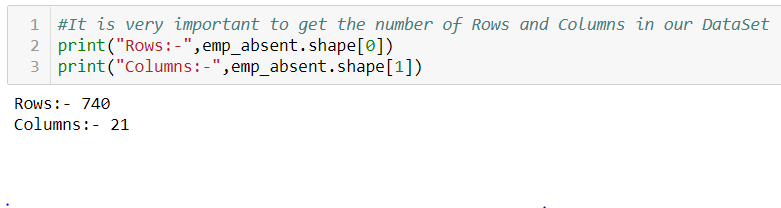 1 #It is very important to get the number of Rows and Columns in our DataSet
2 print("Rows:-",emp_absent.shape[0])
3 print("Columns:-",emp_absent.shape[1])
Rows:- 740
Columns:- 21